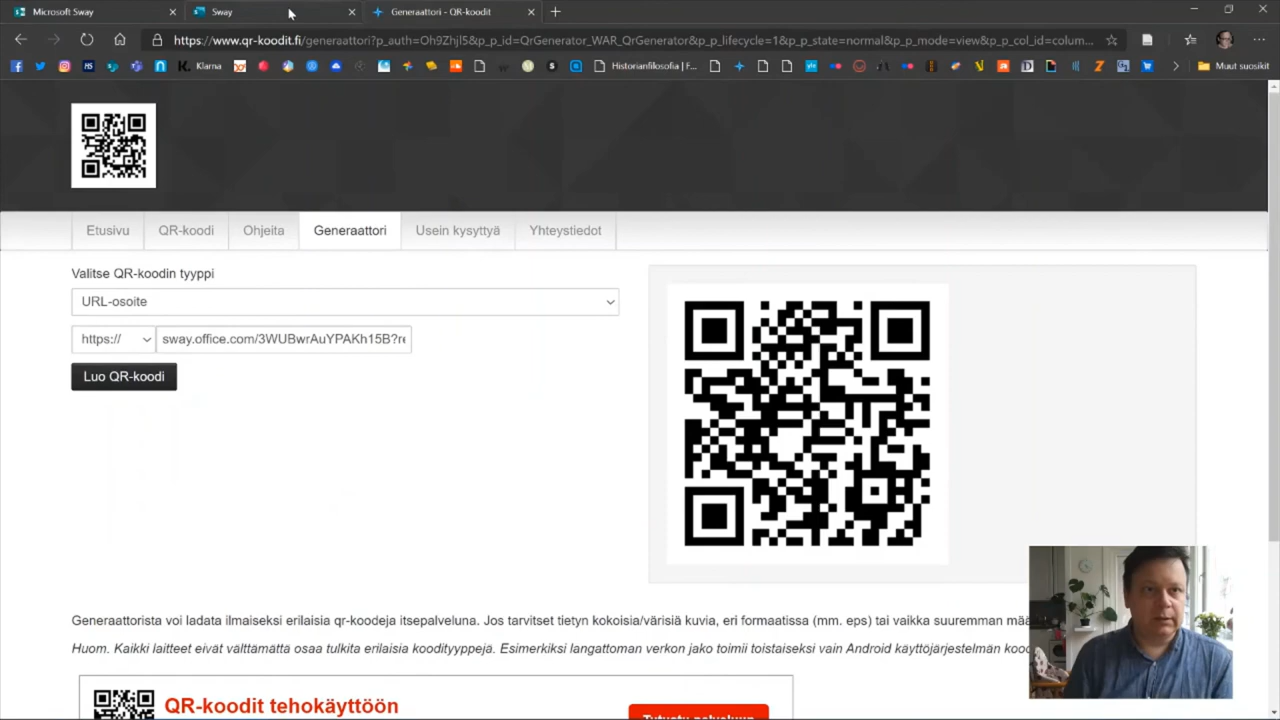 Microsoft Sway
Sway
Generaattori - QR-koodit
https://www.qr-koodit.fi/generaattori?p_auth=Oh9Zhjl5&p_p_id=QrGenerator_WAR_QrGenerator&p_p_lifecycle=1&p_p_state=normal&p_p_mode=view&p_p_col_id=colum...
Klarna
Historianfilosofia | F...
Muut suosikit
Etusivu
QR-koodi
Ohjeita
Generaattori
Usein kysyttyä
Yhteystiedot
Valitse QR-koodin tyyppi
URL-osoite
https://
sway.office.com/3WUBwrAuYPAKh15B?re
Luo QR-koodi
Generaattorista voi ladata ilmaiseksi erilaisia qr-koodeja itsepalveluna. Jos tarvitset tietyn kokoisia/värisiä kuvia, eri formaatissa (mm. eps) tai vaikka suuremman mää
Huom. Kaikki laitteet eivät välttämättä osaa tulkita erilaisia koodityyppejä. Esimerkiksi langattoman verkon jako toimii toistaiseksi vain Android käyttöjärjestelmän koo
QR-koodit tehokäyttöön
Tutustu palveluun